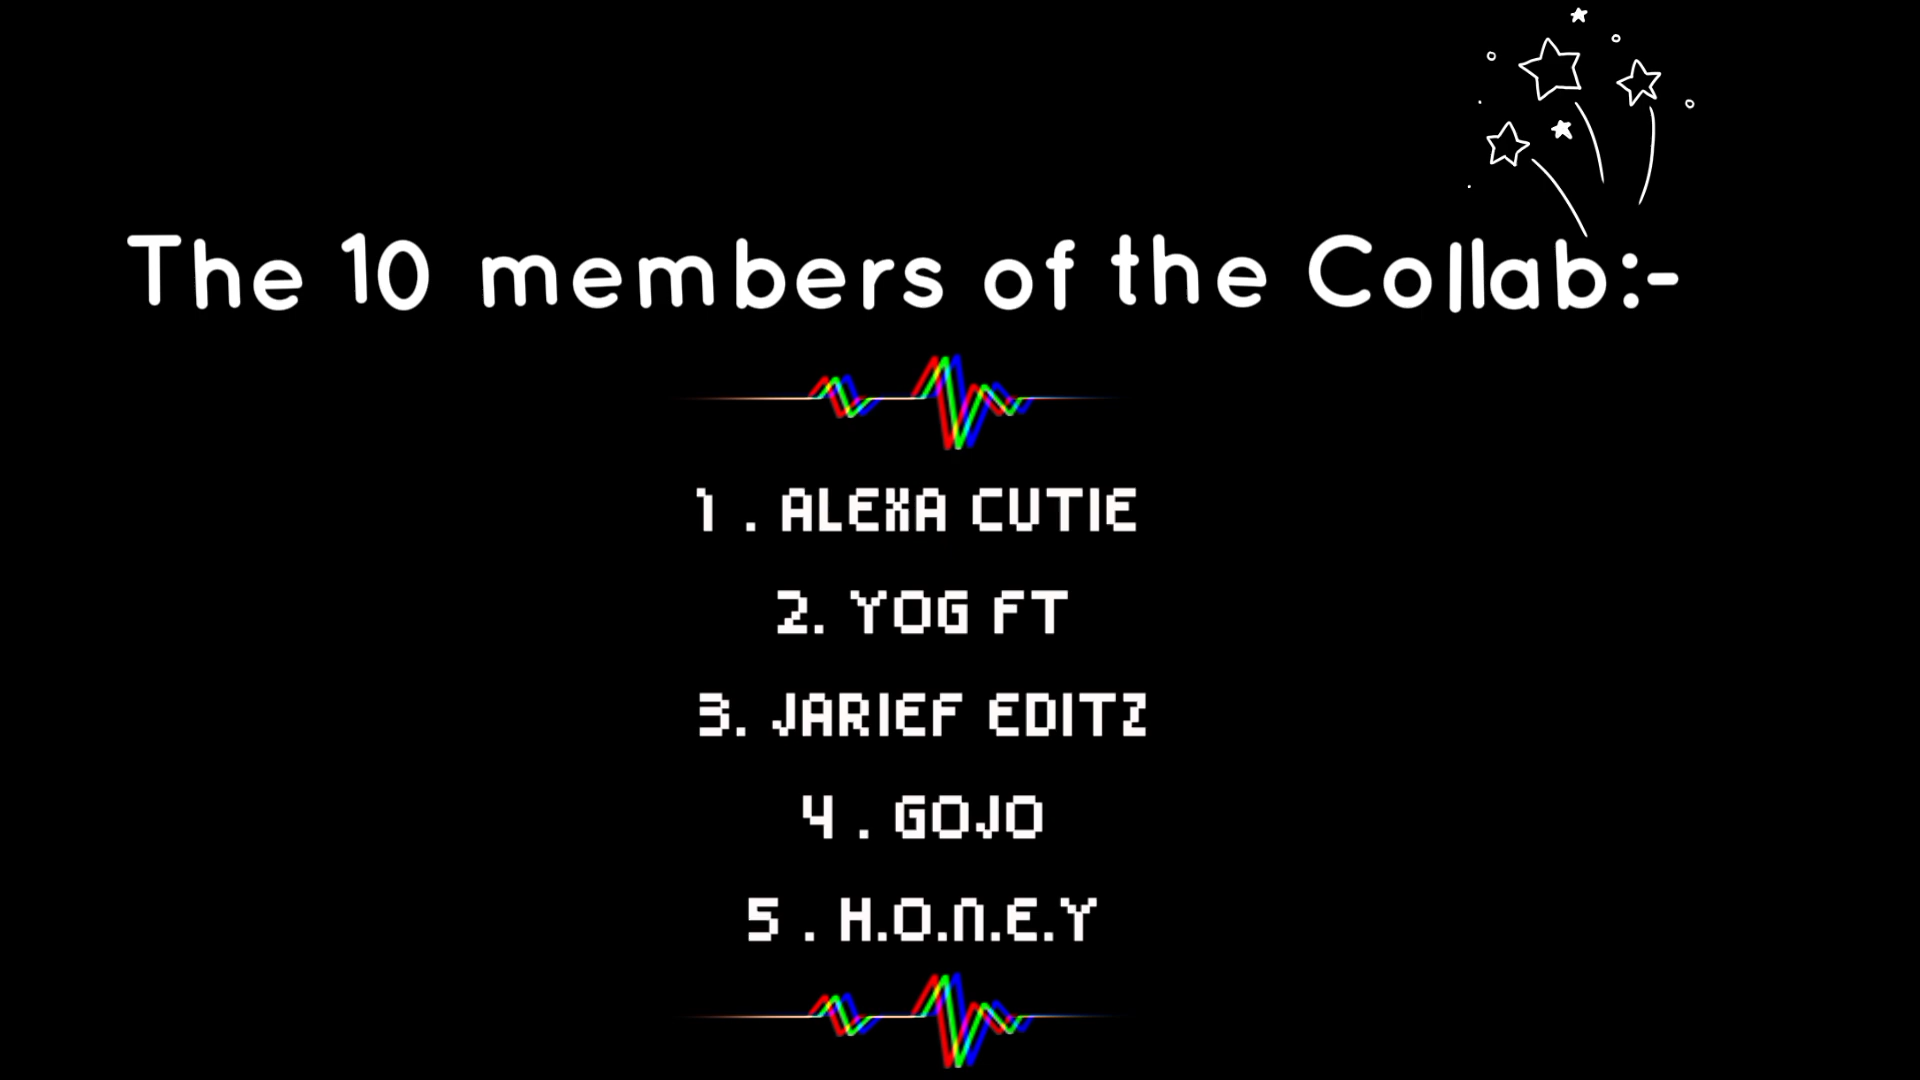 The 10 members of the Collab:-
1 . ALEXA CUTIE
2. YOG FT
3. JARIEF EDITZ
4 . GOJO
5 . H.O.N.E.Y